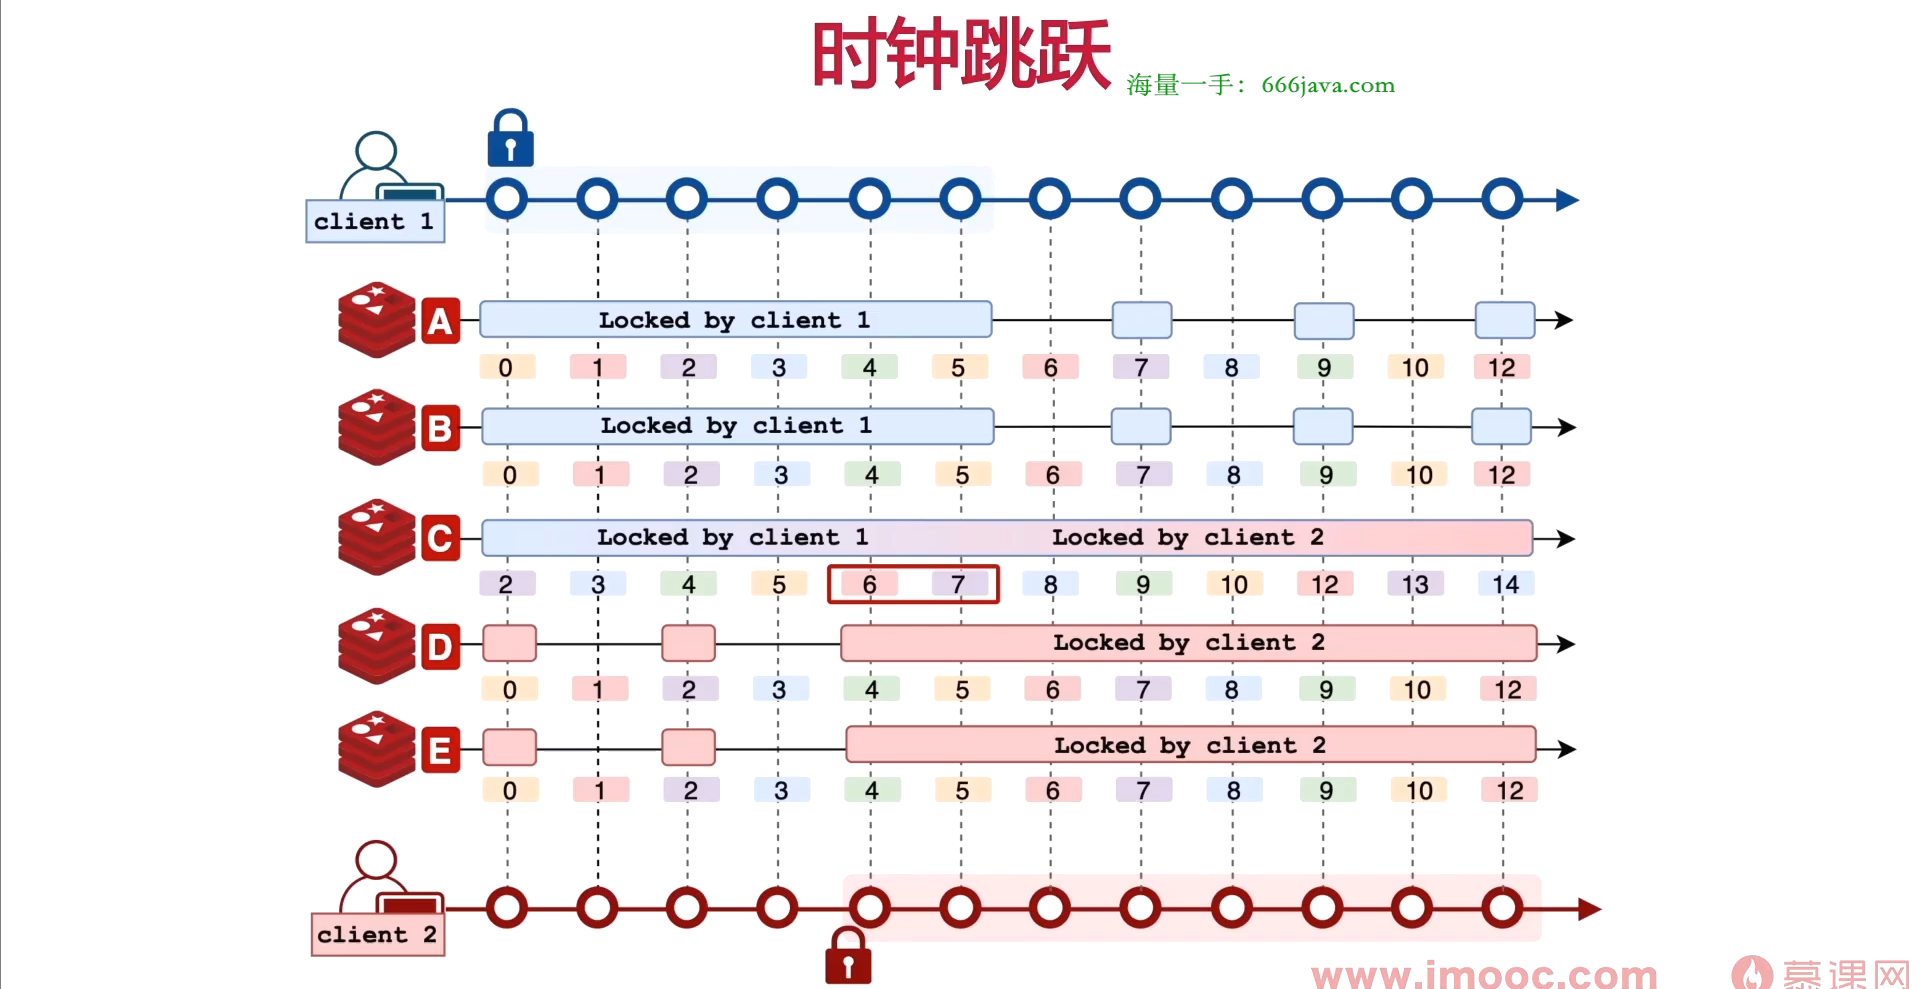 时钟跳跃
海量一手：666java.com
client 1
A
Locked by client 1
0 1 2 3 4 5 6 7 8 9 10 12
B
Locked by client 1
0 1 2 3 4 5 6 7 8 9 10 12
C
Locked by client 1 Locked by client 2
2 3 4 5 6 7 8 9 10 12 13 14
D
Locked by client 2
0 1 2 3 4 5 6 7 8 9 10 12
E
Locked by client 2
0 1 2 3 4 5 6 7 8 9 10 12
client 2
www.imooc.com 慕课网